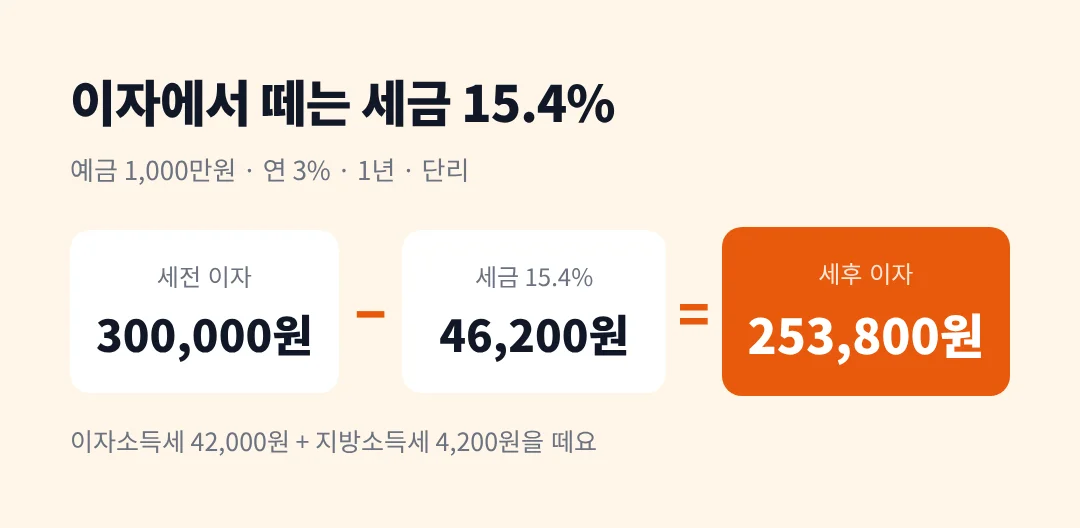 이자에서 떼는 세금 15.4%
예금 1,000만원 · 연 3% · 1년 · 단리
세전 이자
300,000원
−
세금 15.4%
46,200원
=
세후 이자
253,800원
이자소득세 42,000원 + 지방소득세 4,200원을 떼요